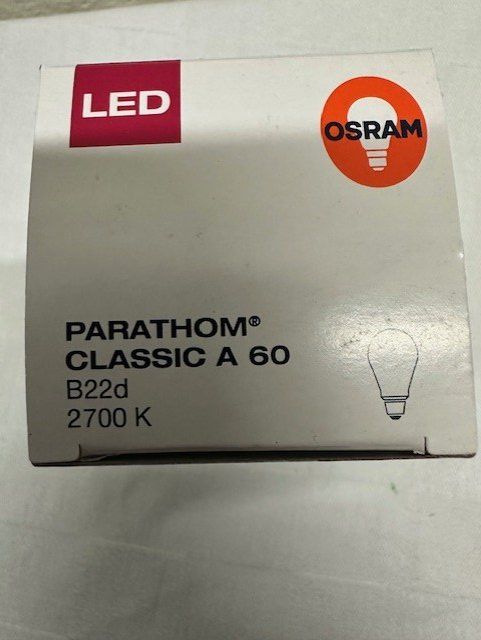 LED
OSRAM
PARATHOM®
CLASSIC A 60
B22d
2700 K